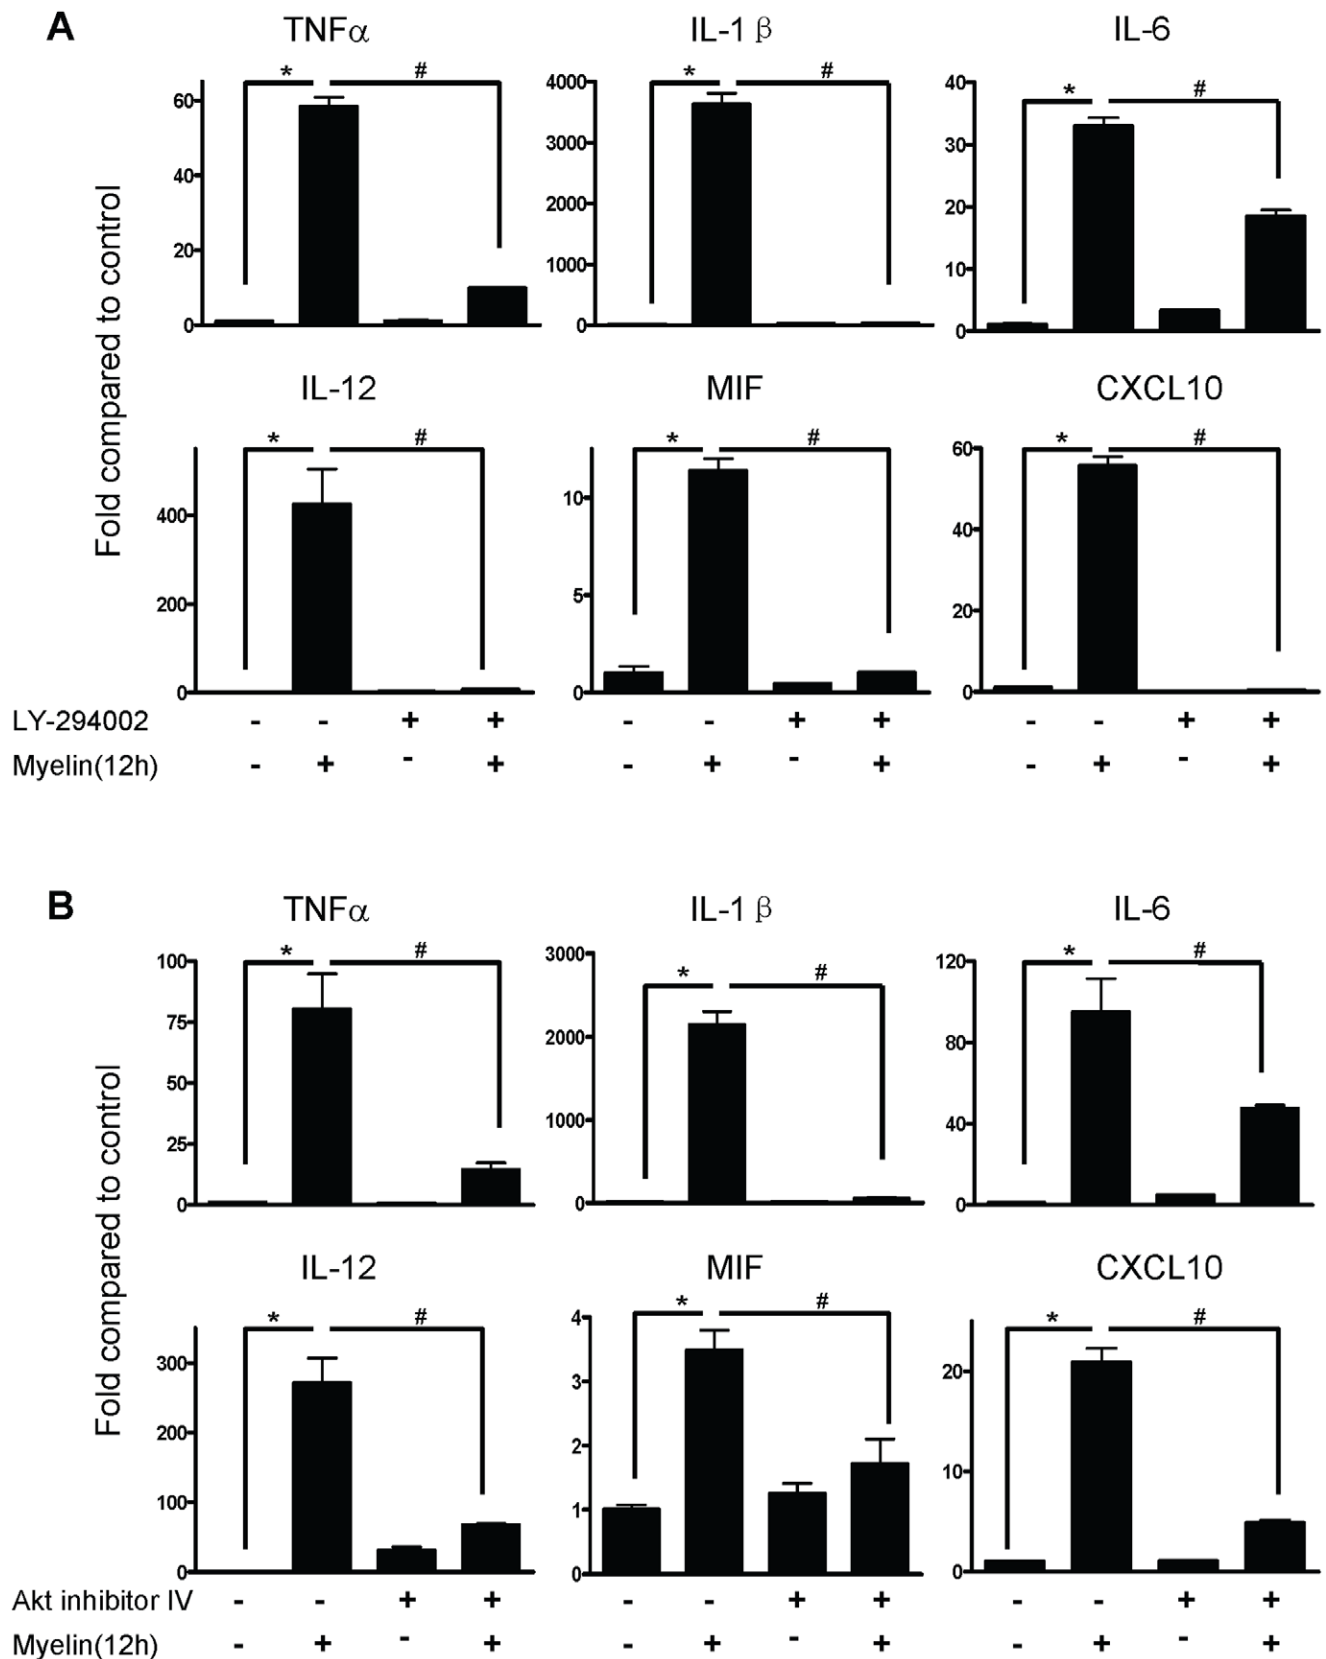 A
TNFα IL-1 β IL-6
* # * # * #
60 4000 40
3000 30
40
2000 20
20
1000 10
0 0 0
Fold compared to control
IL-12 MIF CXCL10
* # * # * #
60
400 10 40
200 5 20
0 0 0
LY-294002 - - + + - - + + - - + +
Myelin(12h) - + - + - + - + - + - +
B
TNFα IL-1 β IL-6
* # * # * #
100 3000 120
75 2000 80
50
25 1000 40
0 0 0
Fold compared to control
IL-12 MIF CXCL10
* # * # * #
300 4 20
200 3
2 10
100 1
0 0 0
Akt inhibitor IV - - + + - - + + - - + +
Myelin(12h) - + - + - + - + - + - +